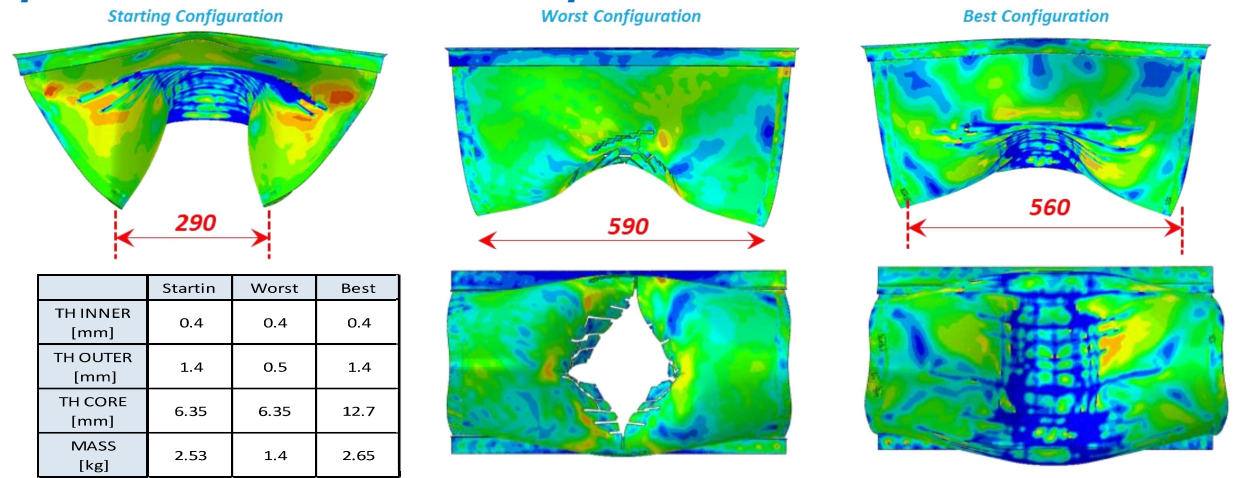 Starting Configuration
Worst Configuration
Best Configuration
290
590
560
Startin Worst Best
TH INNER
[mm] 0.4 0.4 0.4
TH OUTER
[mm] 1.4 0.5 1.4
TH CORE
[mm] 6.35 6.35 12.7
MASS
[kg] 2.53 1.4 2.65